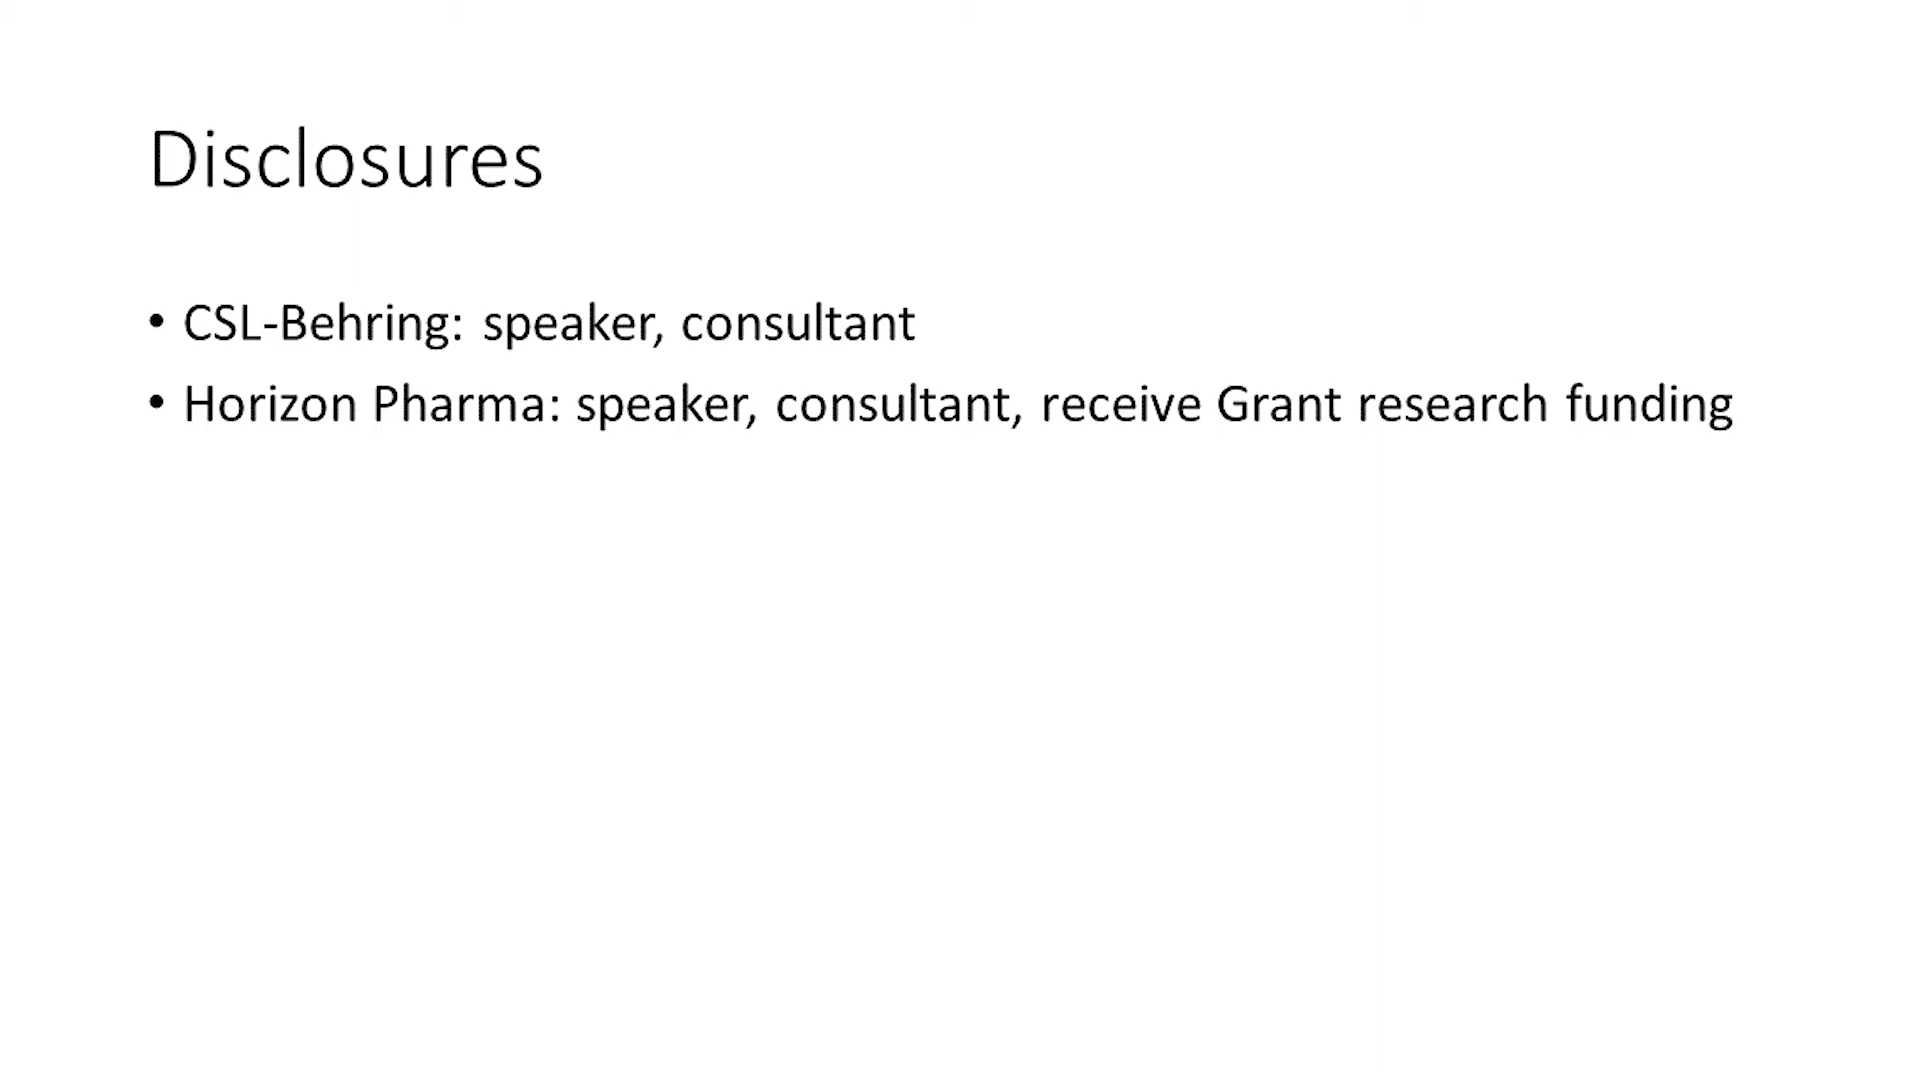 Disclosures
• CSL-Behring: speaker, consultant
• Horizon Pharma: speaker, consultant, receive Grant research funding